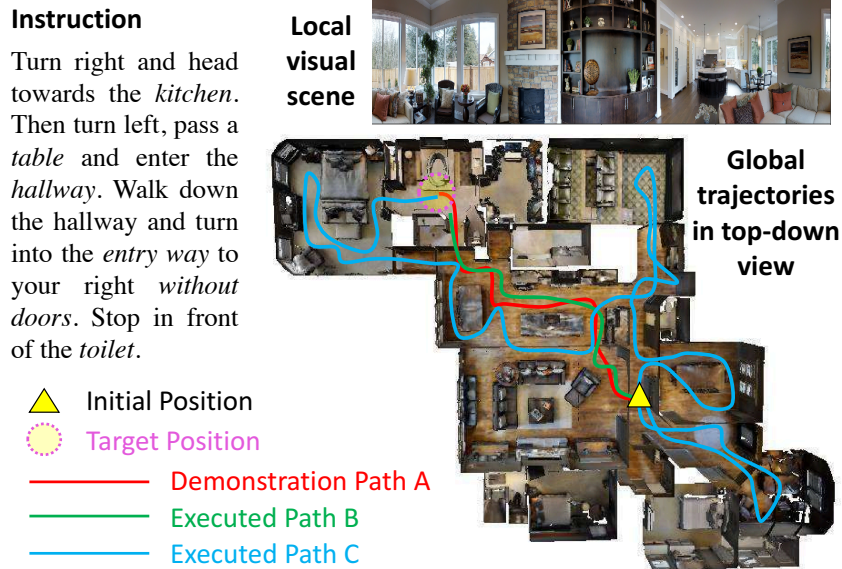 Instruction
Turn right and head
towards the kitchen.
Then turn left, pass a
table and enter the
hallway. Walk down
the hallway and turn
into the entry way to
your right without
doors. Stop in front
of the toilet.
Local
visual
scene
Global
trajectories
in top-down
view
Initial Position
Target Position
Demonstration Path A
Executed Path B
Executed Path C